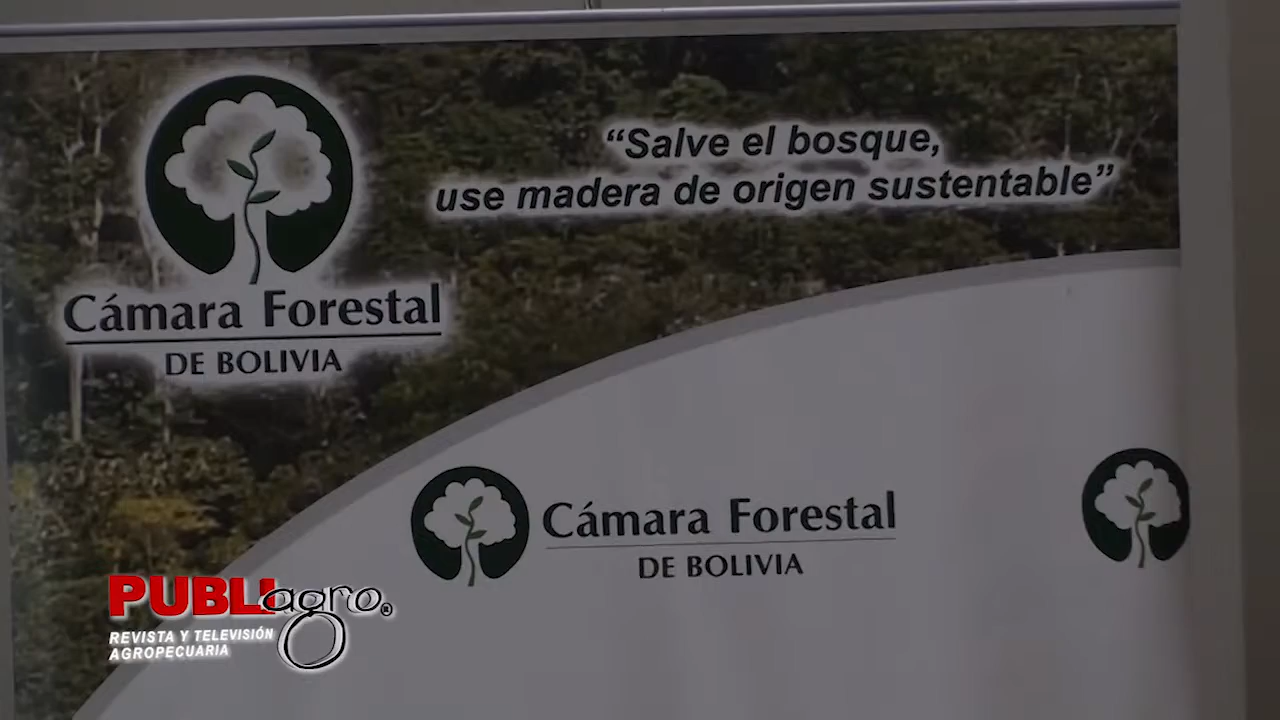 “Salve el bosque,
use madera de origen sustentable”
Cámara Forestal
DE BOLIVIA
Cámara Forestal
DE BOLIVIA
PUBLIagro®
REVISTA Y TELEVISIÓN
AGROPECUARIA